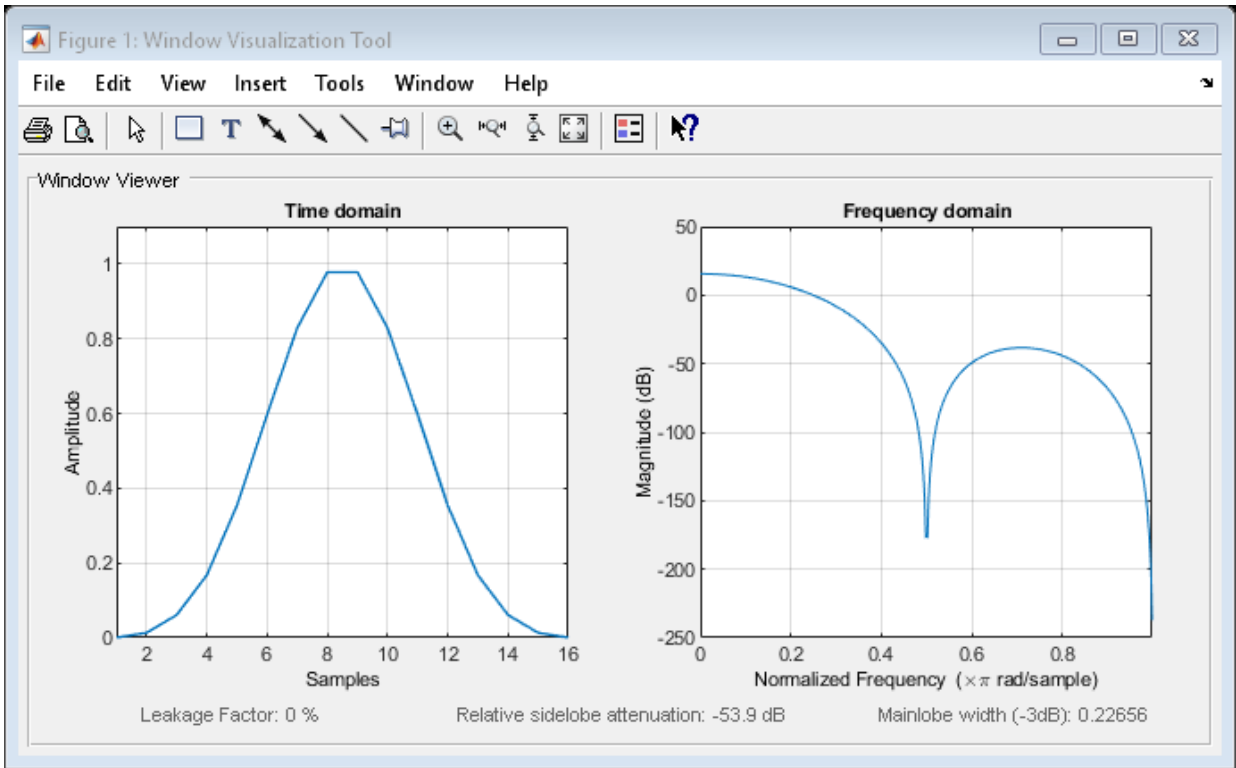 Figure 1: Window Visualization Tool
File Edit View Insert Tools Window Help
T
?
Window Viewer
Time domain
Amplitude
1
0.8
0.6
0.4
0.2
0
2 4 6 8 10 12 14 16
Samples
Frequency domain
Magnitude (dB)
50
0
-50
-100
-150
-200
-250
0 0.2 0.4 0.6 0.8
Normalized Frequency (×π rad/sample)
Leakage Factor: 0 % Relative sidelobe attenuation: -53.9 dB Mainlobe width (-3dB): 0.22656